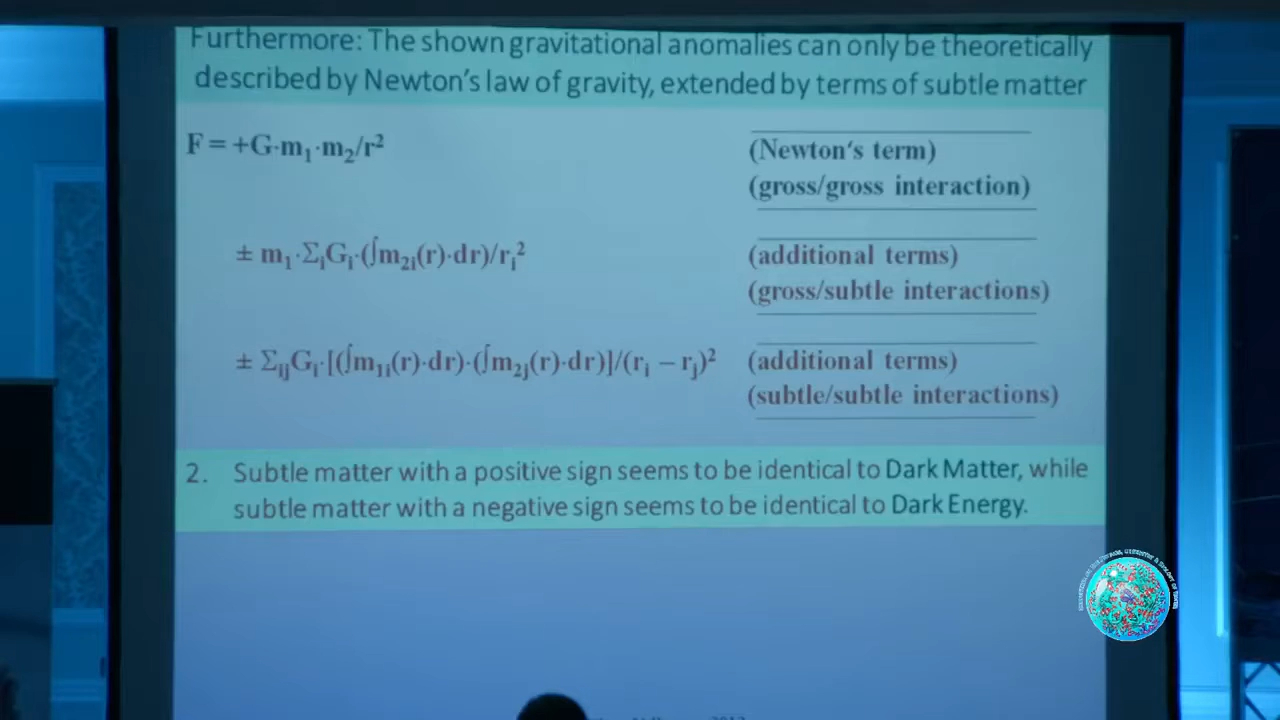 Furthermore: The shown gravitational anomalies can only be theoretically
described by Newton's law of gravity, extended by terms of subtle matter
F = +G·m₁·m₂/r²
(Newton's term)
(gross/gross interaction)
± m₁·ΣᵢGᵢ·(∫m₂ᵢ(r)·dr)/rᵢ²
(additional terms)
(gross/subtle interactions)
± ΣᵢⱼGᵢ·[(∫m₁ᵢ(r)·dr)·(∫m₂ⱼ(r)·dr)]/(rᵢ – rⱼ)²
(additional terms)
(subtle/subtle interactions)
2. Subtle matter with a positive sign seems to be identical to Dark Matter, while
subtle matter with a negative sign seems to be identical to Dark Energy.